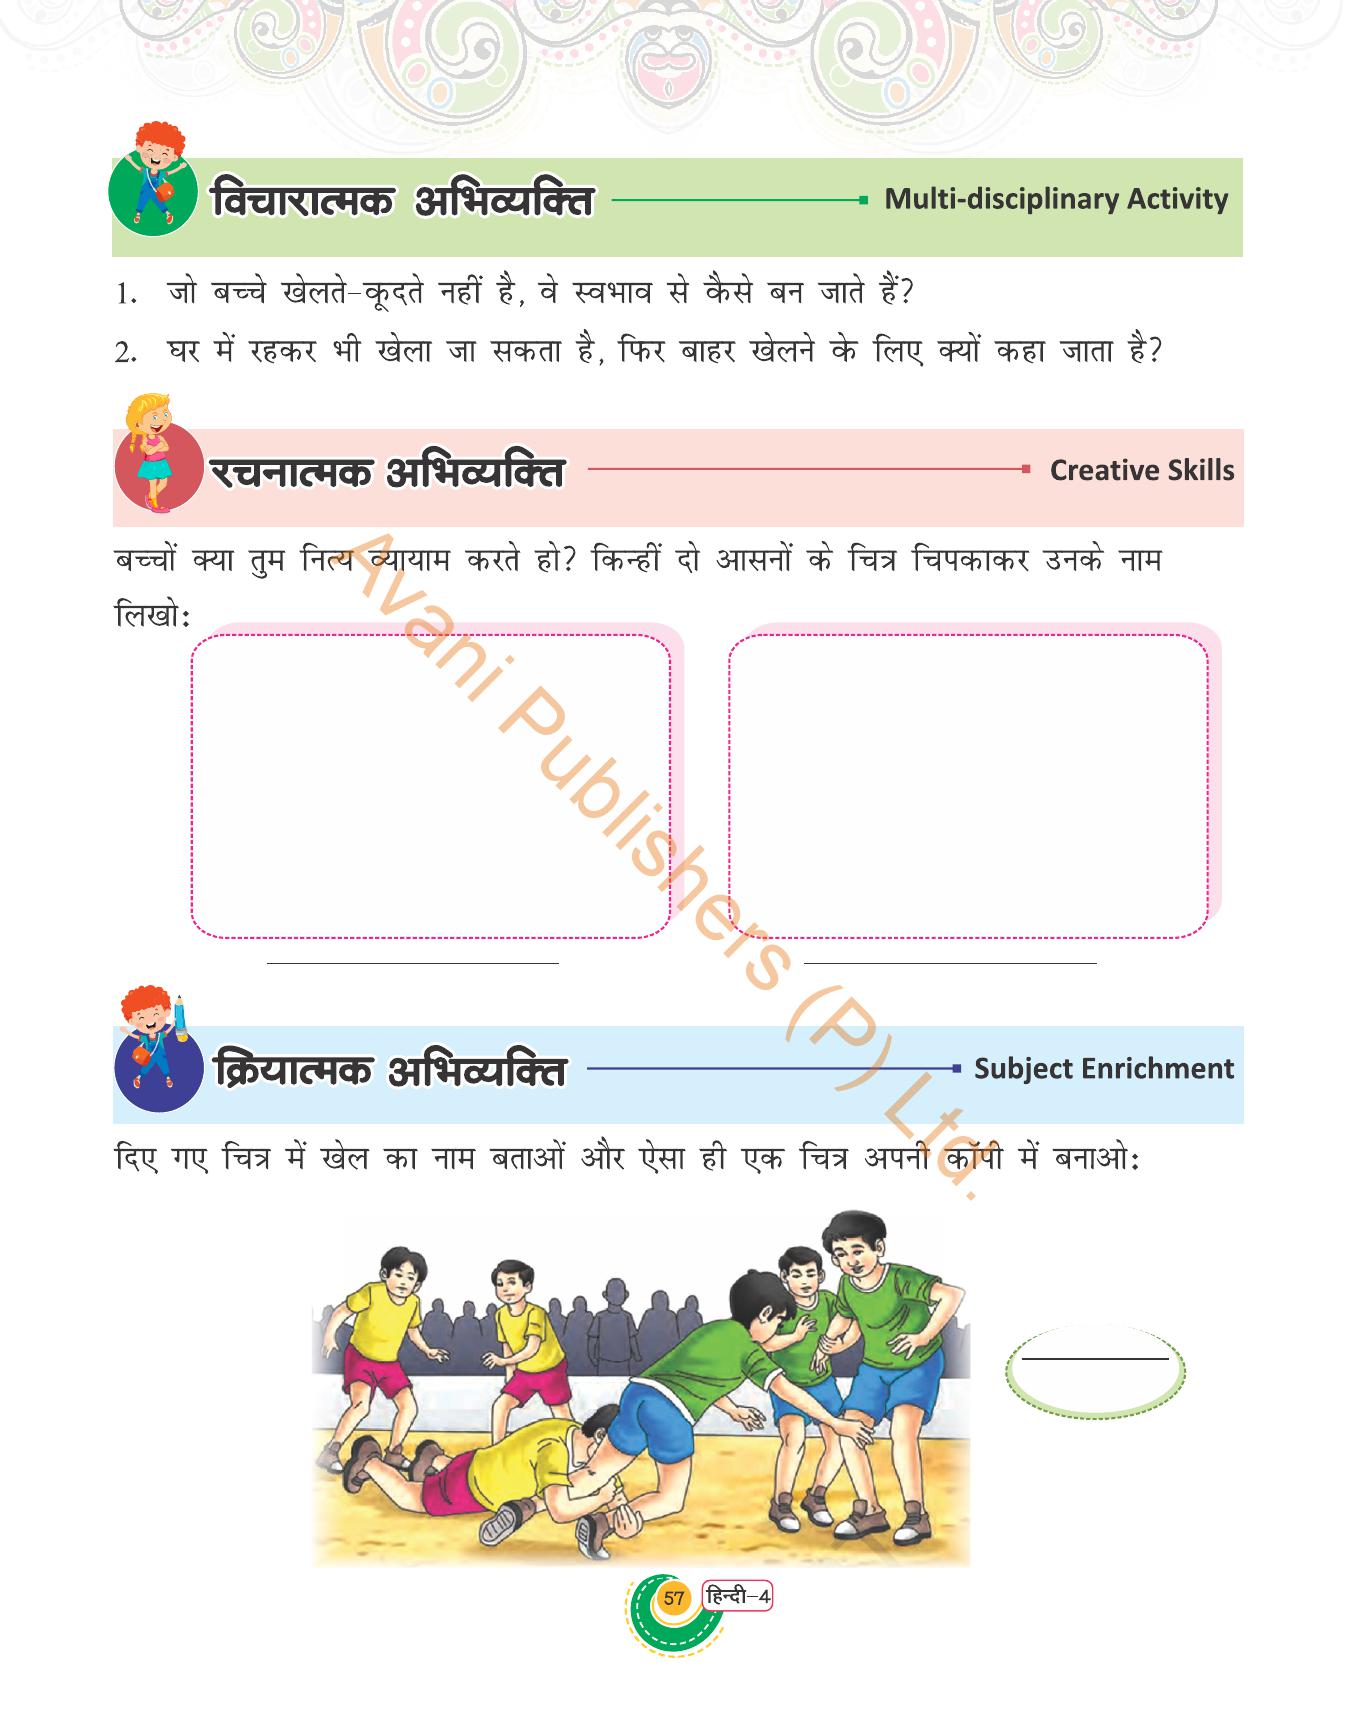 विचारात्मक अभिव्यक्ति Multi-disciplinary Activity
1. जो बच्चे खेलते-कूदते नहीं है, वे स्वभाव से कैसे बन जाते हैं?
2. घर में रहकर भी खेला जा सकता है, फिर बाहर खेलने के लिए क्यों कहा जाता है?
रचनात्मक अभिव्यक्ति Creative Skills
बच्चों क्या तुम नित्य व्यायाम करते हो? किन्हीं दो आसनों के चित्र चिपकाकर उनके नाम
लिखो:
Avani Publishers (P) Ltd.
क्रियात्मक अभिव्यक्ति Subject Enrichment
दिए गए चित्र में खेल का नाम बताओं और ऐसा ही एक चित्र अपनी कॉपी में बनाओ:
57 हिन्दी-4